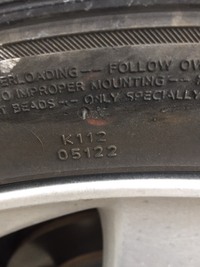 ERLOADING -- FOLLOW OW
O IMPROPER MOUNTING --
T BEADS -- ONLY SPECIALLY
K112
05122